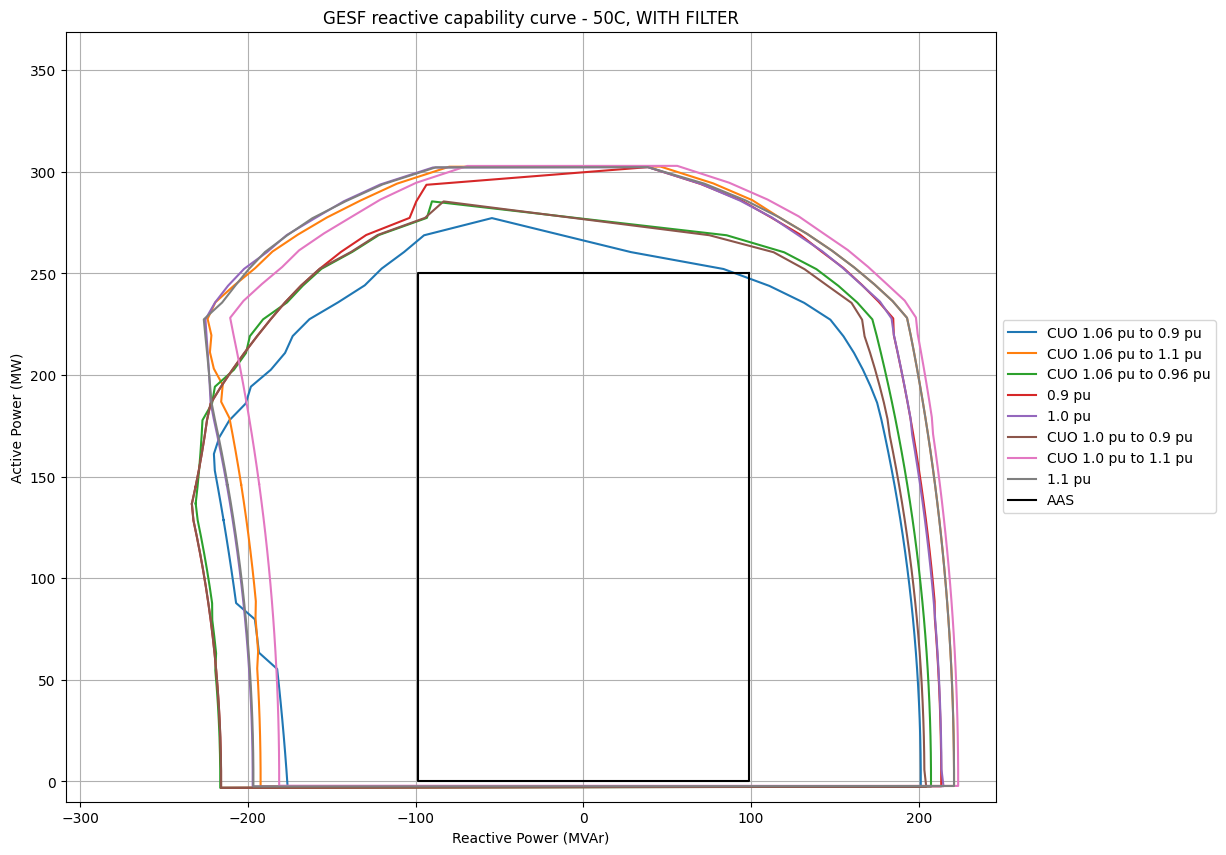 GESF reactive capability curve - 50C, WITH FILTER
350
300
250
200
150
100
50
0
Active Power (MW)
−300
−200
−100
0
100
200
Reactive Power (MVAr)
CUO 1.06 pu to 0.9 pu
CUO 1.06 pu to 1.1 pu
CUO 1.06 pu to 0.96 pu
0.9 pu
1.0 pu
CUO 1.0 pu to 0.9 pu
CUO 1.0 pu to 1.1 pu
1.1 pu
AAS